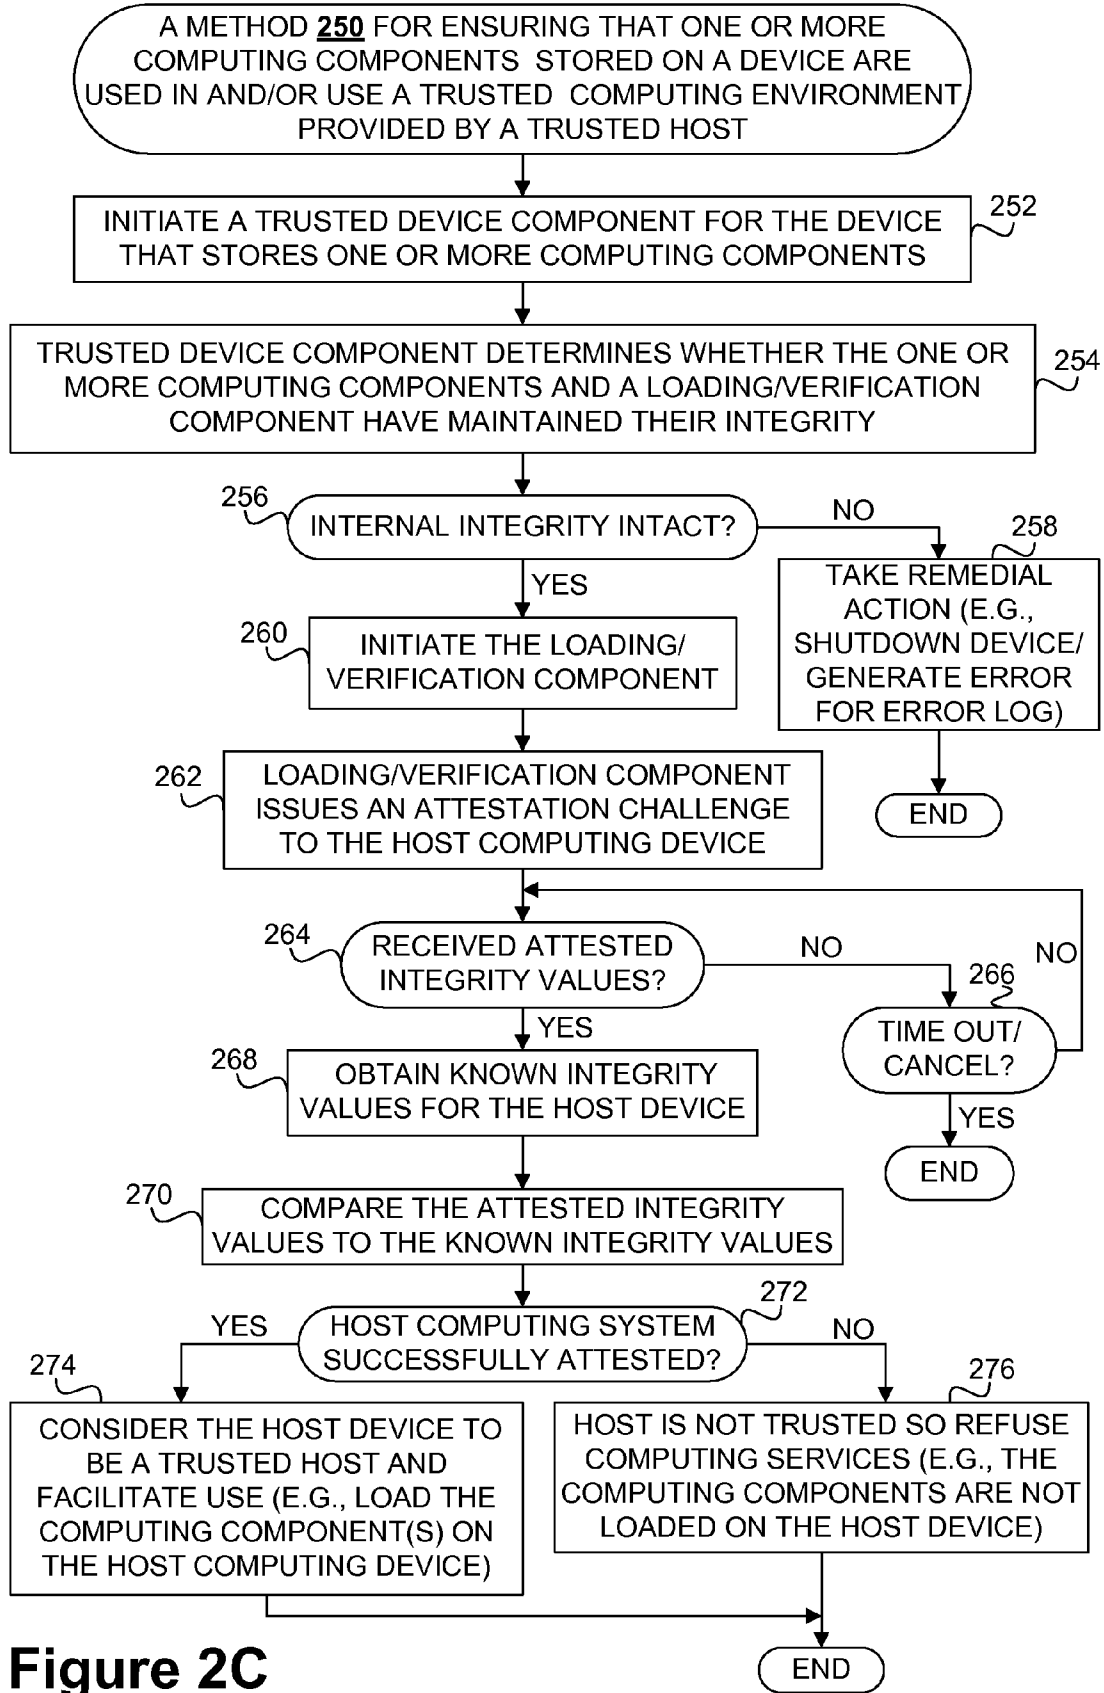 A METHOD 250 FOR ENSURING THAT ONE OR MORE
COMPUTING COMPONENTS STORED ON A DEVICE ARE
USED IN AND/OR USE A TRUSTED COMPUTING ENVIRONMENT
PROVIDED BY A TRUSTED HOST
252
INITIATE A TRUSTED DEVICE COMPONENT FOR THE DEVICE
THAT STORES ONE OR MORE COMPUTING COMPONENTS
254
TRUSTED DEVICE COMPONENT DETERMINES WHETHER THE ONE OR
MORE COMPUTING COMPONENTS AND A LOADING/VERIFICATION
COMPONENT HAVE MAINTAINED THEIR INTEGRITY
256
INTERNAL INTEGRITY INTACT?
NO
YES
258
TAKE REMEDIAL
ACTION (E.G.,
SHUTDOWN DEVICE/
GENERATE ERROR
FOR ERROR LOG)
END
260
INITIATE THE LOADING/
VERIFICATION COMPONENT
262
LOADING/VERIFICATION COMPONENT
ISSUES AN ATTESTATION CHALLENGE
TO THE HOST COMPUTING DEVICE
264
RECEIVED ATTESTED
INTEGRITY VALUES?
NO
NO
266
TIME OUT/
CANCEL?
YES
END
YES
268
OBTAIN KNOWN INTEGRITY
VALUES FOR THE HOST DEVICE
270
COMPARE THE ATTESTED INTEGRITY
VALUES TO THE KNOWN INTEGRITY VALUES
272
HOST COMPUTING SYSTEM
SUCCESSFULLY ATTESTED?
YES
NO
274
CONSIDER THE HOST DEVICE TO
BE A TRUSTED HOST AND
FACILITATE USE (E.G., LOAD THE
COMPUTING COMPONENT(S) ON
THE HOST COMPUTING DEVICE)
276
HOST IS NOT TRUSTED SO REFUSE
COMPUTING SERVICES (E.G., THE
COMPUTING COMPONENTS ARE NOT
LOADED ON THE HOST DEVICE)
END
Figure 2C